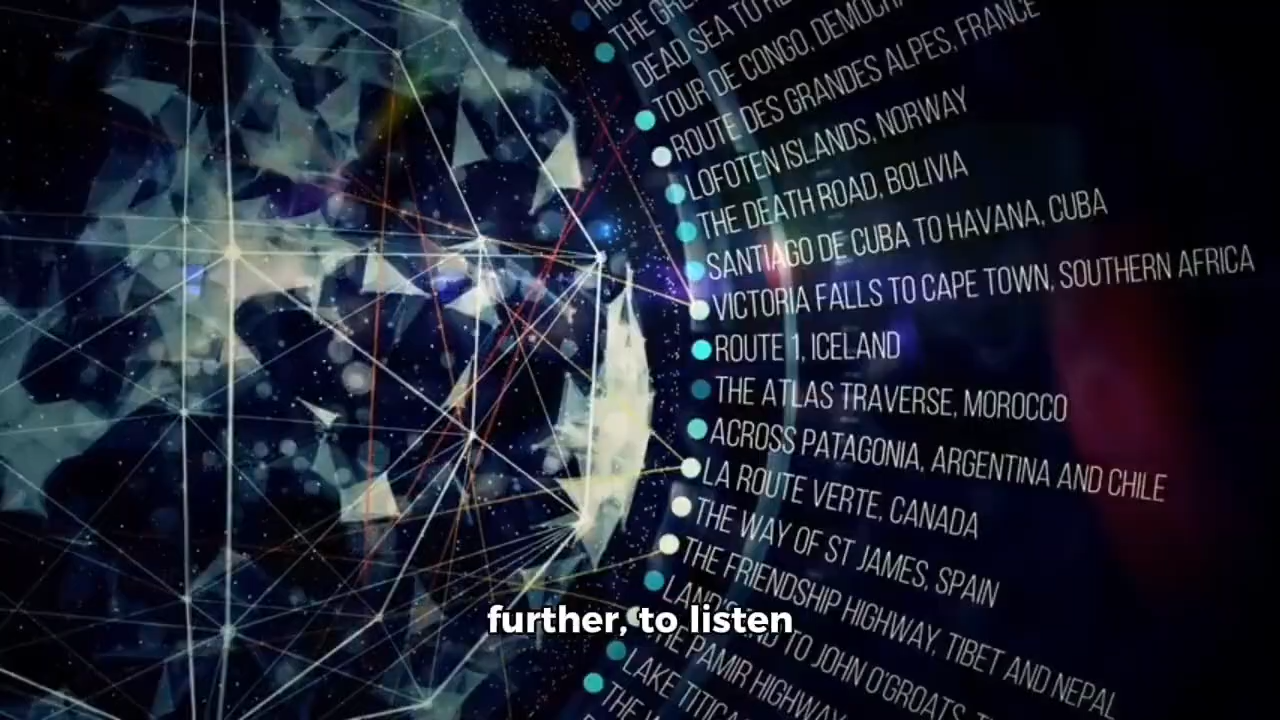 THE
DEAD SEA TO
TOUR DE CONGO,
ROUTE DES GRANDES ALPES, FRANCE
LOFOTEN ISLANDS, NORWAY
THE DEATH ROAD, BOLIVIA
SANTIAGO DE CUBA TO HAVANA, CUBA
VICTORIA FALLS TO CAPE TOWN, SOUTHERN AFRICA
ROUTE 1, ICELAND
THE ATLAS TRAVERSE, MOROCCO
ACROSS PATAGONIA, ARGENTINA AND CHILE
LA ROUTE VERTE, CANADA
THE WAY OF ST JAMES, SPAIN
THE FRIENDSHIP HIGHWAY, TIBET AND NEPAL
TO JOHN O'GROATS,
THE PAMIR HIGHWAY
LAKE
THE
further, to listen